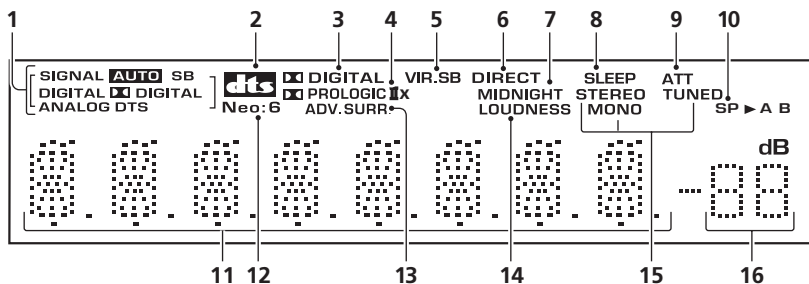 1 2 3 4 5 6 7 8 9 10
SIGNAL AUTO SB dts DIGITAL VIR.SB DIRECT SLEEP ATT
DIGITAL DIGITAL PROLOGIC IIx MIDNIGHT STEREO TUNED
ANALOG DTS Neo:6 ADV.SURR. LOUDNESS MONO SP ►A B
dB
11 12 13 14 15 16